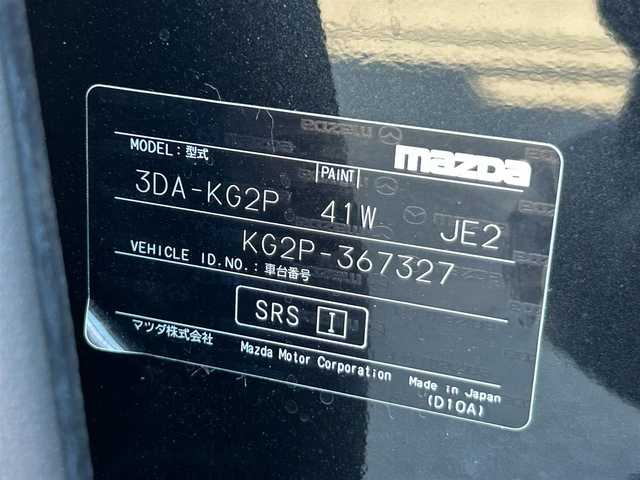 mazda
MODEL:型式 PAINT
3DA-KG2P 41W JE2
KG2P-367327
VEHICLE ID.NO.:車台番号
SRS I
マツダ株式会社
Mazda Motor Corporation
Made in Japan
(D10A)